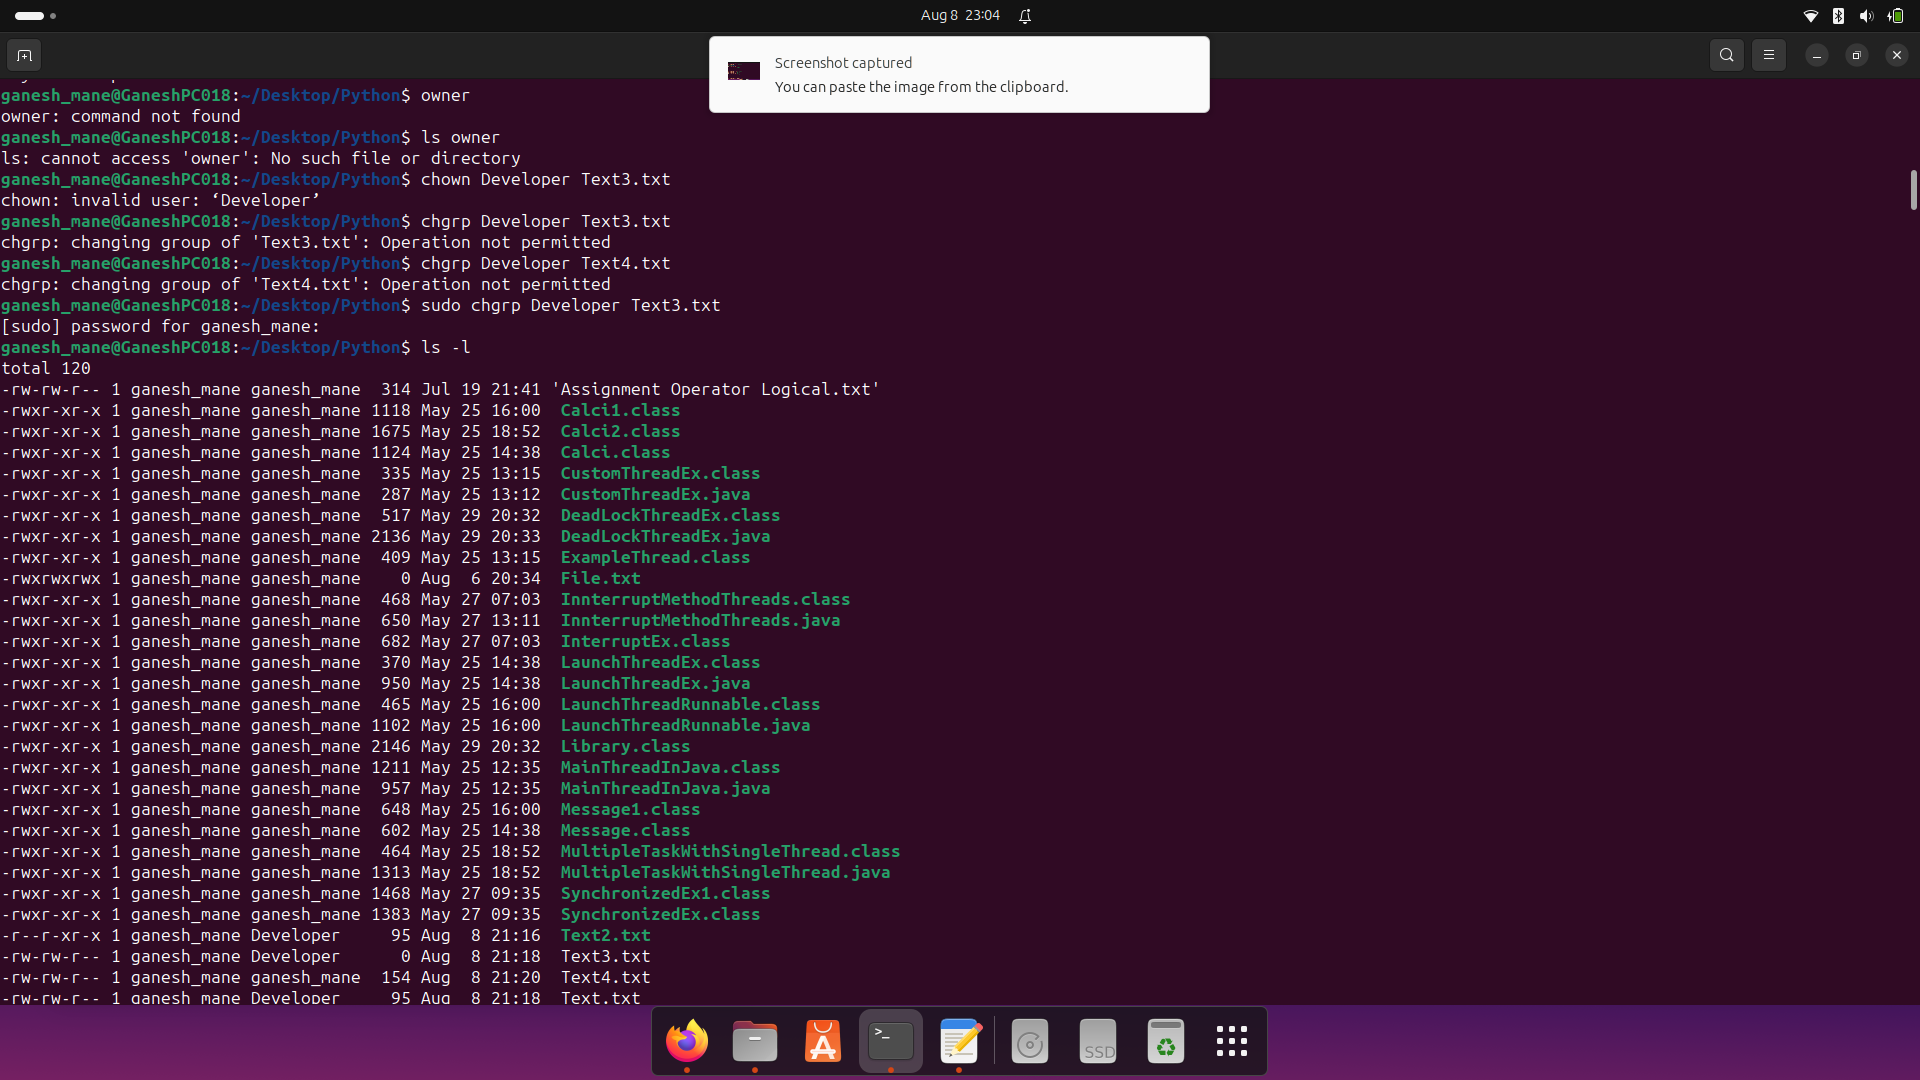 Aug 8 23:04
Screenshot captured
You can paste the image from the clipboard.
ganesh_mane@GaneshPC018:~/Desktop/Python$ owner
owner: command not found
ganesh_mane@GaneshPC018:~/Desktop/Python$ ls owner
ls: cannot access 'owner': No such file or directory
ganesh_mane@GaneshPC018:~/Desktop/Python$ chown Developer Text3.txt
chown: invalid user: ‘Developer’
ganesh_mane@GaneshPC018:~/Desktop/Python$ chgrp Developer Text3.txt
chgrp: changing group of 'Text3.txt': Operation not permitted
ganesh_mane@GaneshPC018:~/Desktop/Python$ chgrp Developer Text4.txt
chgrp: changing group of 'Text4.txt': Operation not permitted
ganesh_mane@GaneshPC018:~/Desktop/Python$ sudo chgrp Developer Text3.txt
[sudo] password for ganesh_mane:
ganesh_mane@GaneshPC018:~/Desktop/Python$ ls -l
total 120
-rw-rw-r-- 1 ganesh_mane ganesh_mane  314 Jul 19 21:41 'Assignment Operator Logical.txt'
-rwxr-xr-x 1 ganesh_mane ganesh_mane 1118 May 25 16:00  Calci1.class
-rwxr-xr-x 1 ganesh_mane ganesh_mane 1675 May 25 18:52  Calci2.class
-rwxr-xr-x 1 ganesh_mane ganesh_mane 1124 May 25 14:38  Calci.class
-rwxr-xr-x 1 ganesh_mane ganesh_mane  335 May 25 13:15  CustomThreadEx.class
-rwxr-xr-x 1 ganesh_mane ganesh_mane  287 May 25 13:12  CustomThreadEx.java
-rwxr-xr-x 1 ganesh_mane ganesh_mane  517 May 29 20:32  DeadLockThreadEx.class
-rwxr-xr-x 1 ganesh_mane ganesh_mane 2136 May 29 20:33  DeadLockThreadEx.java
-rwxr-xr-x 1 ganesh_mane ganesh_mane  409 May 25 13:15  ExampleThread.class
-rwxrwxrwx 1 ganesh_mane ganesh_mane    0 Aug  6 20:34  File.txt
-rwxr-xr-x 1 ganesh_mane ganesh_mane  468 May 27 07:03  InnterruptMethodThreads.class
-rwxr-xr-x 1 ganesh_mane ganesh_mane  650 May 27 13:11  InnterruptMethodThreads.java
-rwxr-xr-x 1 ganesh_mane ganesh_mane  682 May 27 07:03  InterruptEx.class
-rwxr-xr-x 1 ganesh_mane ganesh_mane  370 May 25 14:38  LaunchThreadEx.class
-rwxr-xr-x 1 ganesh_mane ganesh_mane  950 May 25 14:38  LaunchThreadEx.java
-rwxr-xr-x 1 ganesh_mane ganesh_mane  465 May 25 16:00  LaunchThreadRunnable.class
-rwxr-xr-x 1 ganesh_mane ganesh_mane 1102 May 25 16:00  LaunchThreadRunnable.java
-rwxr-xr-x 1 ganesh_mane ganesh_mane 2146 May 29 20:32  Library.class
-rwxr-xr-x 1 ganesh_mane ganesh_mane 1211 May 25 12:35  MainThreadInJava.class
-rwxr-xr-x 1 ganesh_mane ganesh_mane  957 May 25 12:35  MainThreadInJava.java
-rwxr-xr-x 1 ganesh_mane ganesh_mane  648 May 25 16:00  Message1.class
-rwxr-xr-x 1 ganesh_mane ganesh_mane  602 May 25 14:38  Message.class
-rwxr-xr-x 1 ganesh_mane ganesh_mane  464 May 25 18:52  MultipleTaskWithSingleThread.class
-rwxr-xr-x 1 ganesh_mane ganesh_mane 1313 May 25 18:52  MultipleTaskWithSingleThread.java
-rwxr-xr-x 1 ganesh_mane ganesh_mane 1468 May 27 09:35  SynchronizedEx1.class
-rwxr-xr-x 1 ganesh_mane ganesh_mane 1383 May 27 09:35  SynchronizedEx.class
-r--r-xr-x 1 ganesh_mane Developer     95 Aug  8 21:16  Text2.txt
-rw-rw-r-- 1 ganesh_mane Developer      0 Aug  8 21:18  Text3.txt
-rw-rw-r-- 1 ganesh_mane ganesh_mane  154 Aug  8 21:20  Text4.txt
-rw-rw-r-- 1 ganesh_mane Developer     95 Aug  8 21:18  Text.txt
SSD